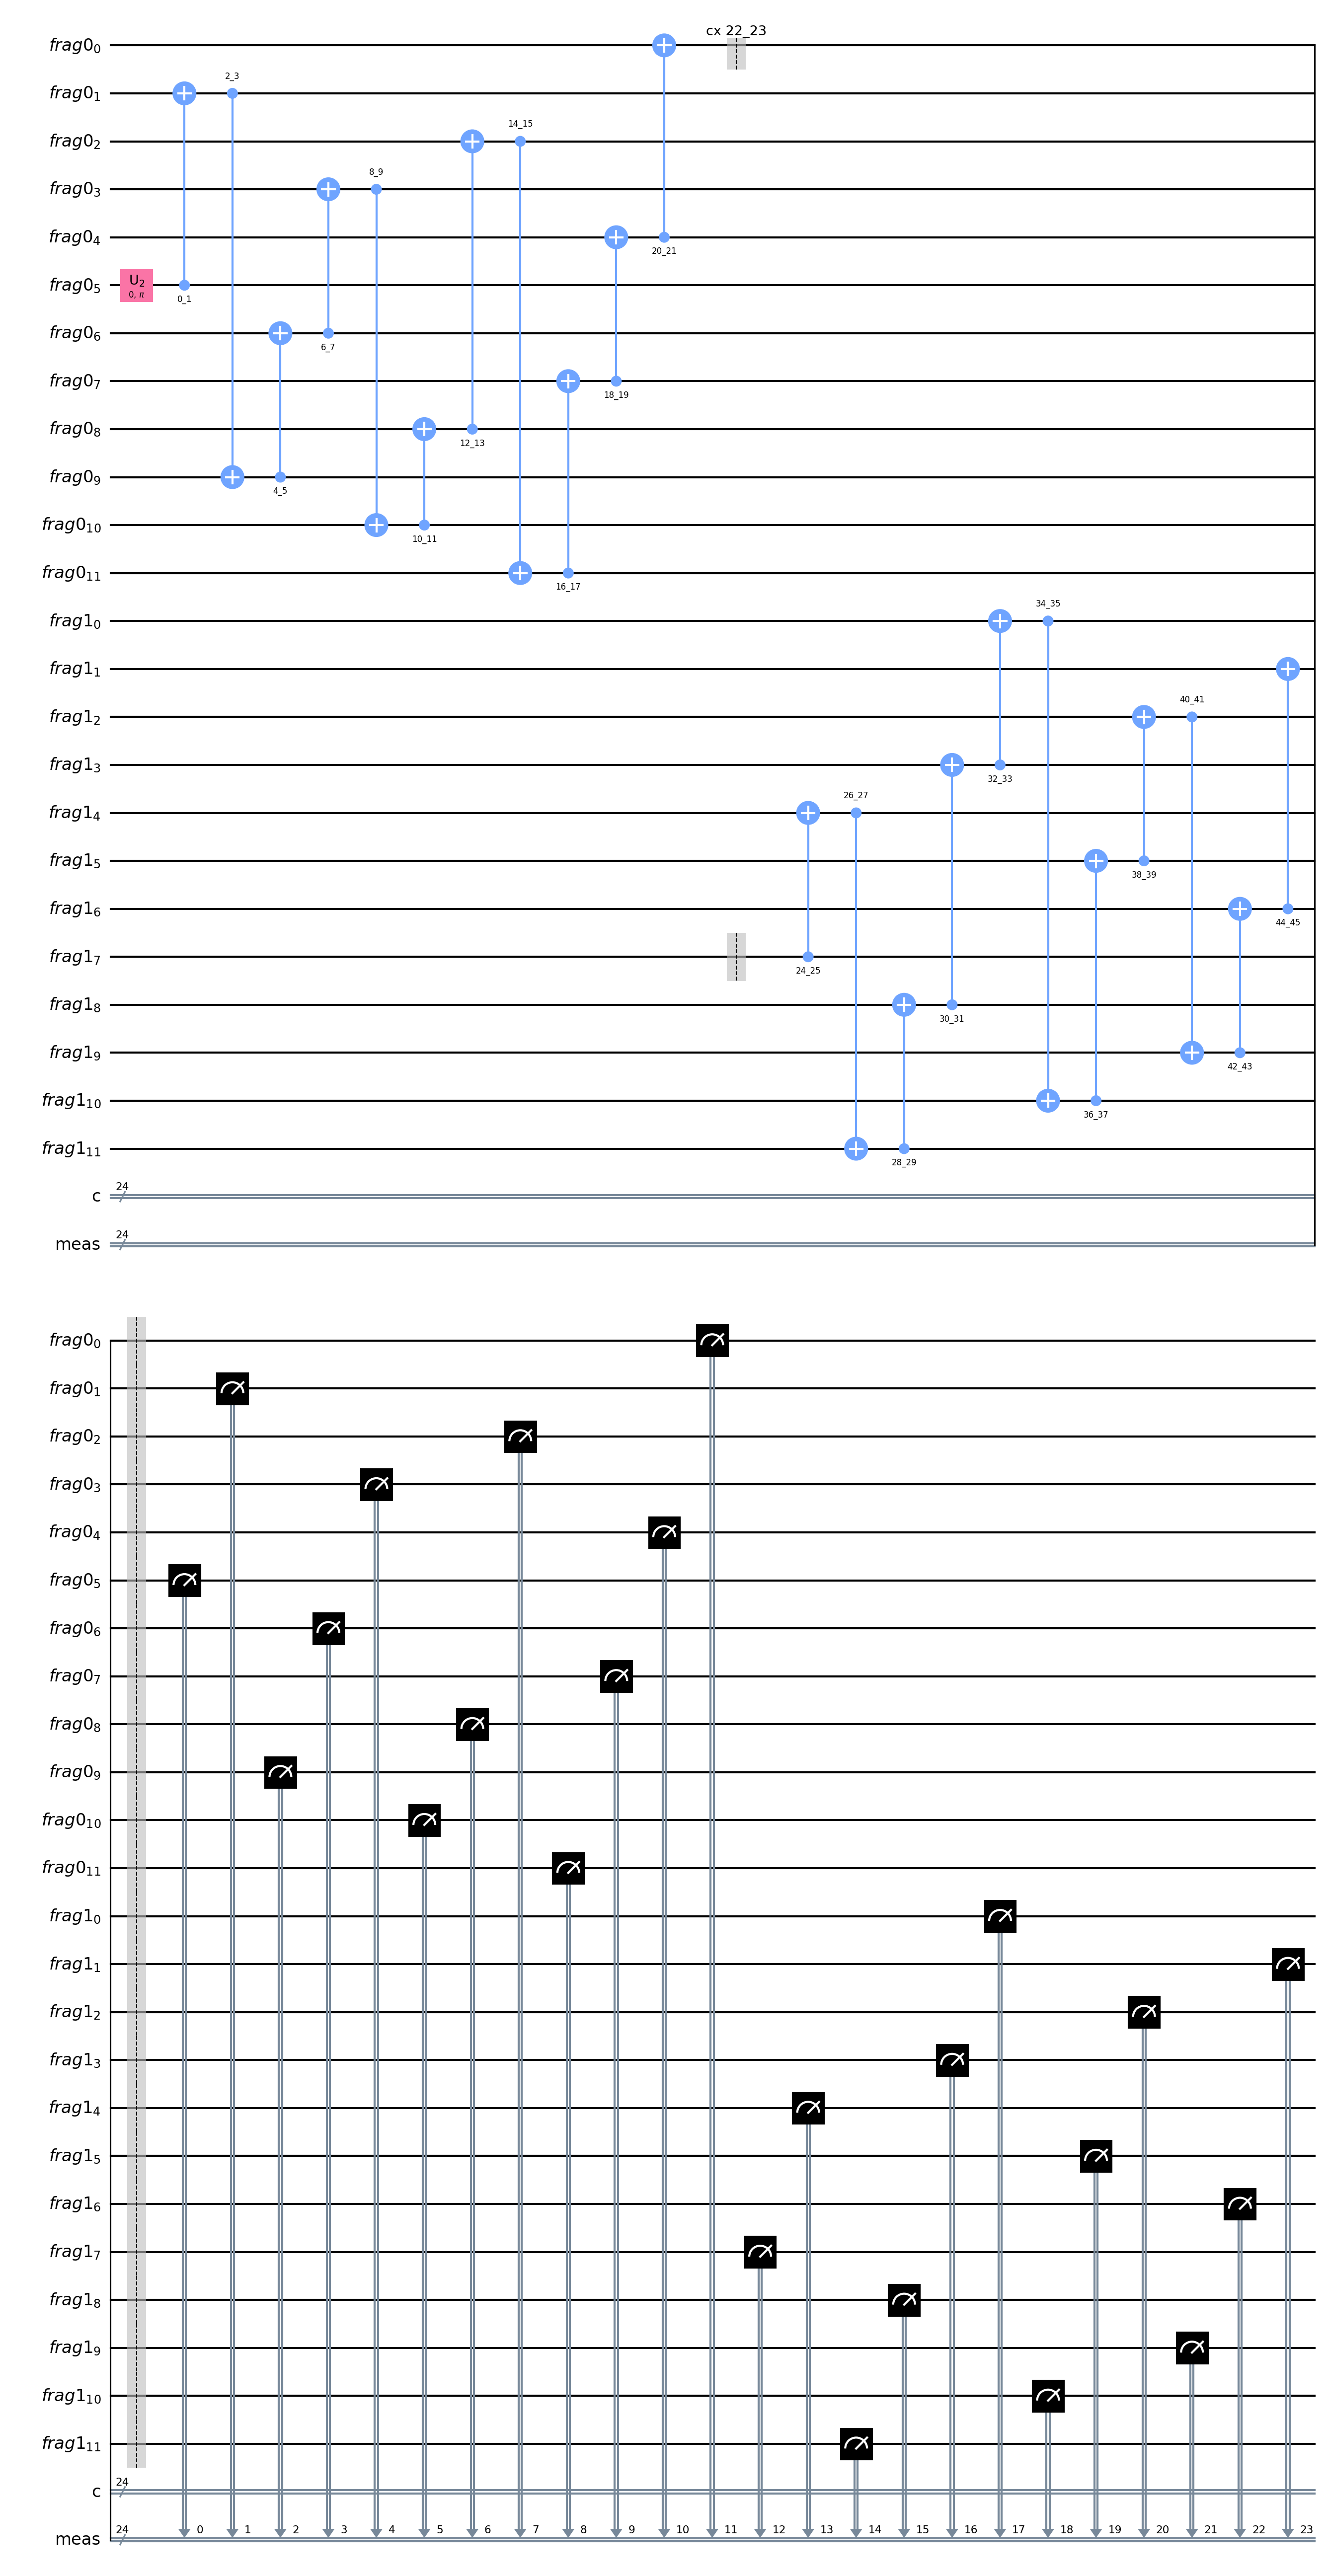 cx 22_23
frag0₀
2_3
frag0₁
14_15
frag0₂
8_9
frag0₃
frag0₄
20_21
U₂
0, π
frag0₅
0_1
frag0₆
6_7
frag0₇
18_19
frag0₈
12_13
frag0₉
4_5
frag0₁₀
10_11
frag0₁₁
16_17
34_35
frag1₀
frag1₁
40_41
frag1₂
frag1₃
32_33
26_27
frag1₄
frag1₅
38_39
frag1₆
44_45
frag1₇
24_25
frag1₈
30_31
frag1₉
42_43
frag1₁₀
36_37
frag1₁₁
28_29
24
c
24
meas
frag0₀
frag0₁
frag0₂
frag0₃
frag0₄
frag0₅
frag0₆
frag0₇
frag0₈
frag0₉
frag0₁₀
frag0₁₁
frag1₀
frag1₁
frag1₂
frag1₃
frag1₄
frag1₅
frag1₆
frag1₇
frag1₈
frag1₉
frag1₁₀
frag1₁₁
24
c
meas 24 0 1 2 3 4 5 6 7 8 9 10 11 12 13 14 15 16 17 18 19 20 21 22 23